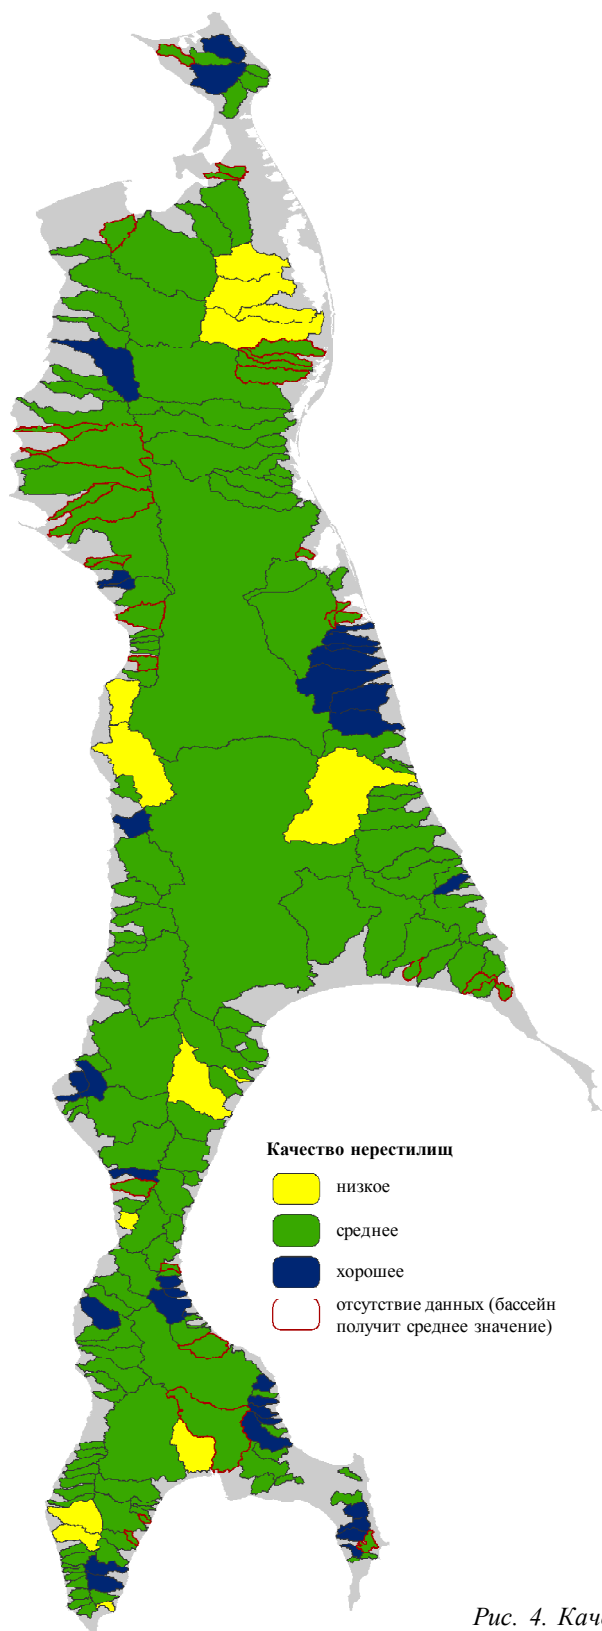 Качество нерестилищ
низкое
среднее
хорошее
отсутствие данных (бассейн
получит среднее значение)
Рис. 4. Кач